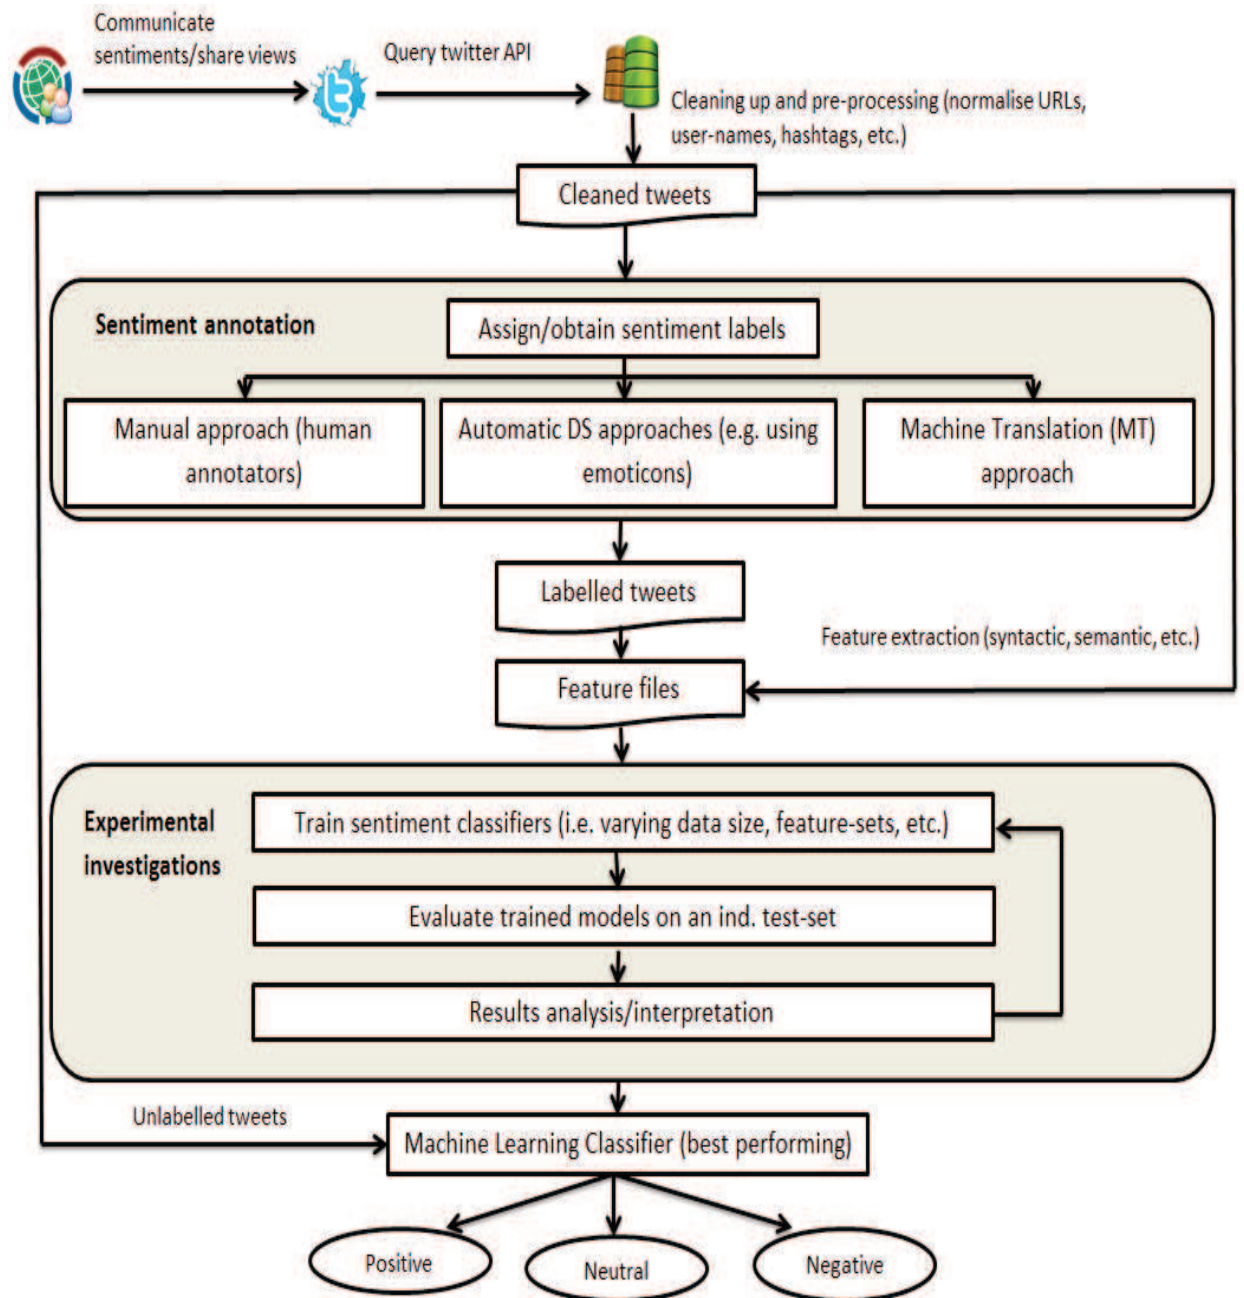 Communicate
sentiments/share views
Query twitter API
Cleaning up and pre-processing (normalise URLs,
user-names, hashtags, etc.)
Cleaned tweets
Sentiment annotation
Assign/obtain sentiment labels
Manual approach (human
annotators)
Automatic DS approaches (e.g. using
emoticons)
Machine Translation (MT)
approach
Labelled tweets
Feature extraction (syntactic, semantic, etc.)
Feature files
Experimental
investigations
Train sentiment classifiers (i.e. varying data size, feature-sets, etc.)
Evaluate trained models on an ind. test-set
Results analysis/interpretation
Unlabelled tweets
Machine Learning Classifier (best performing)
Positive
Neutral
Negative